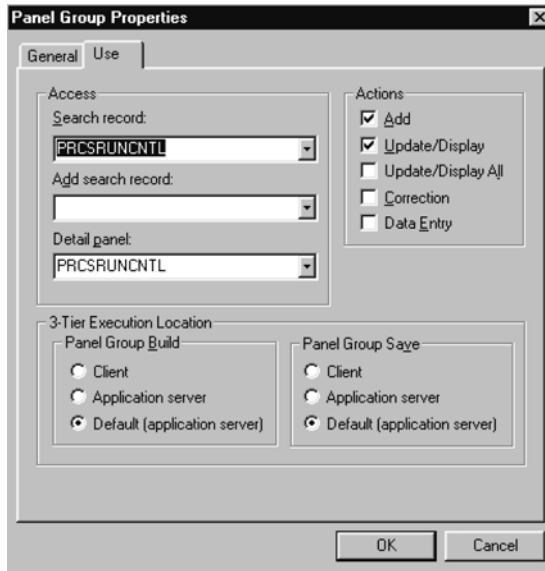 Panel Group Properties
General
Use
Access
Search record:
PRCSRUNCNTL
Add search record:
Detail panel:
PRCSRUNCNTL
Actions
Add
Update/Display
Update/Display All
Correction
Data Entry
3-Tier Execution Location
Panel Group Build
Client
Application server
Default (application server)
Panel Group Save
Client
Application server
Default (application server)
OK
Cancel